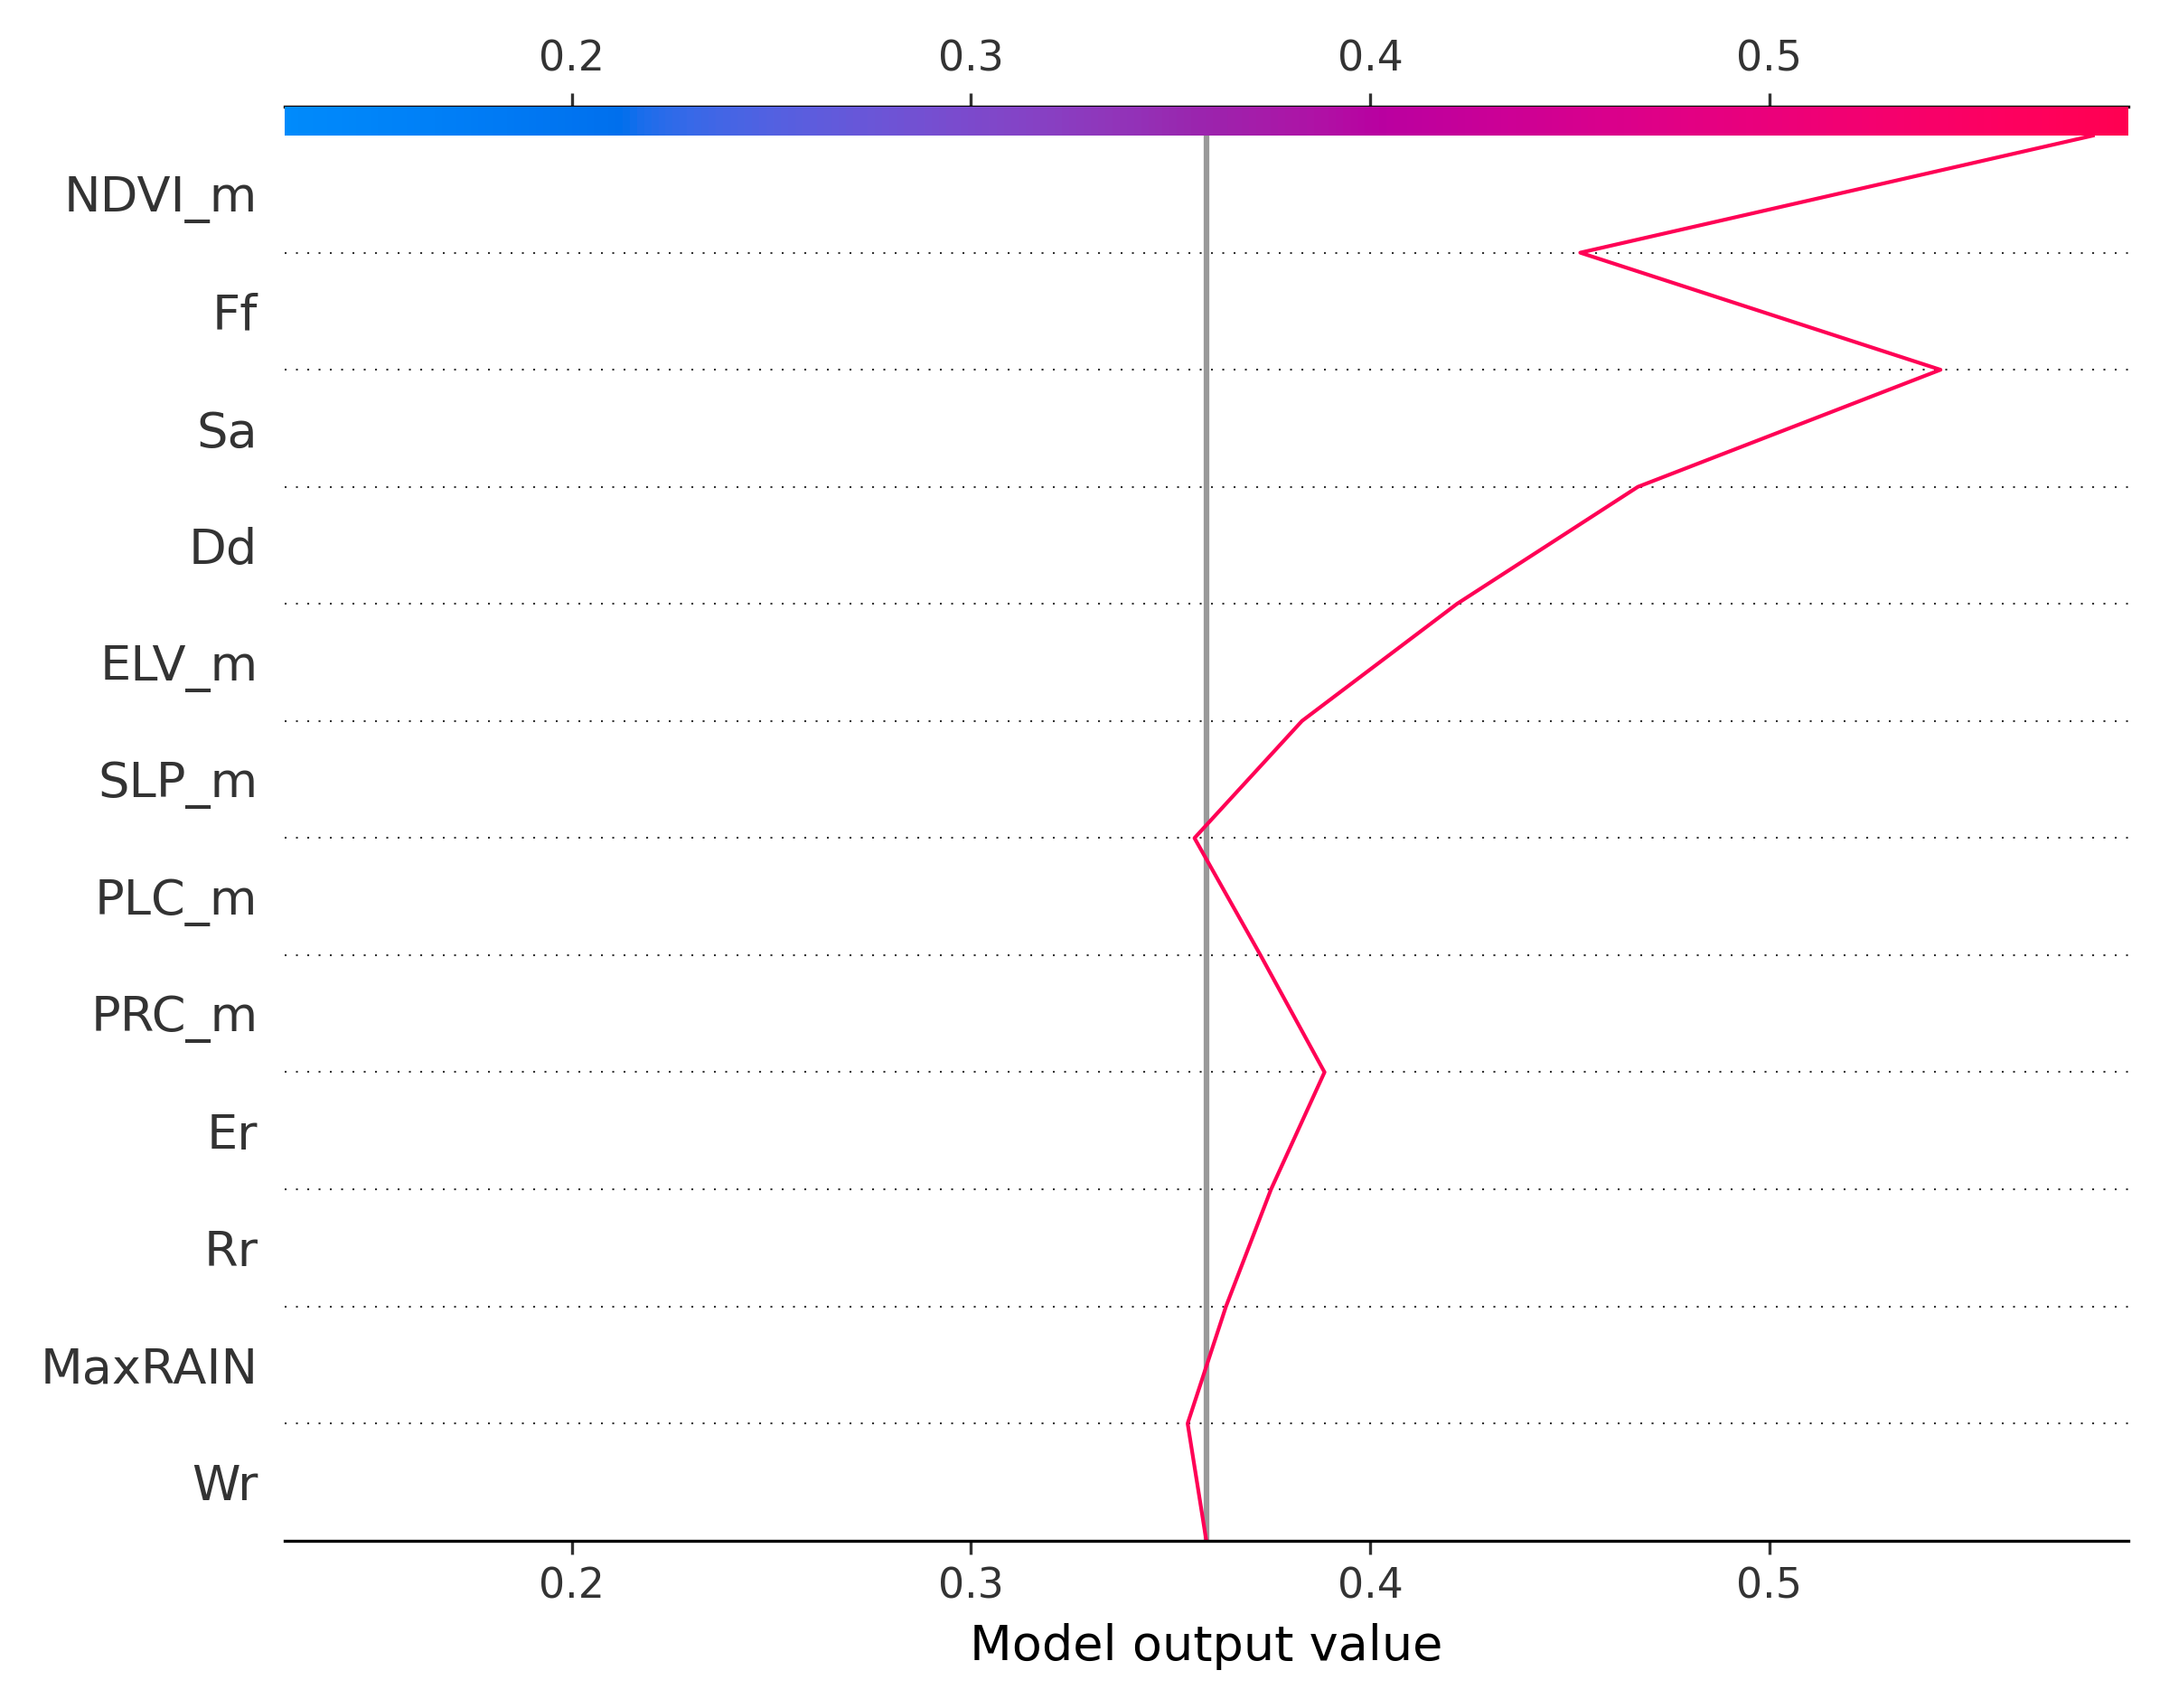 0.2 0.3 0.4 0.5
NDVI_m
Ff
Sa
Dd
ELV_m
SLP_m
PLC_m
PRC_m
Er
Rr
MaxRAIN
Wr
0.2 0.3 0.4 0.5
Model output value